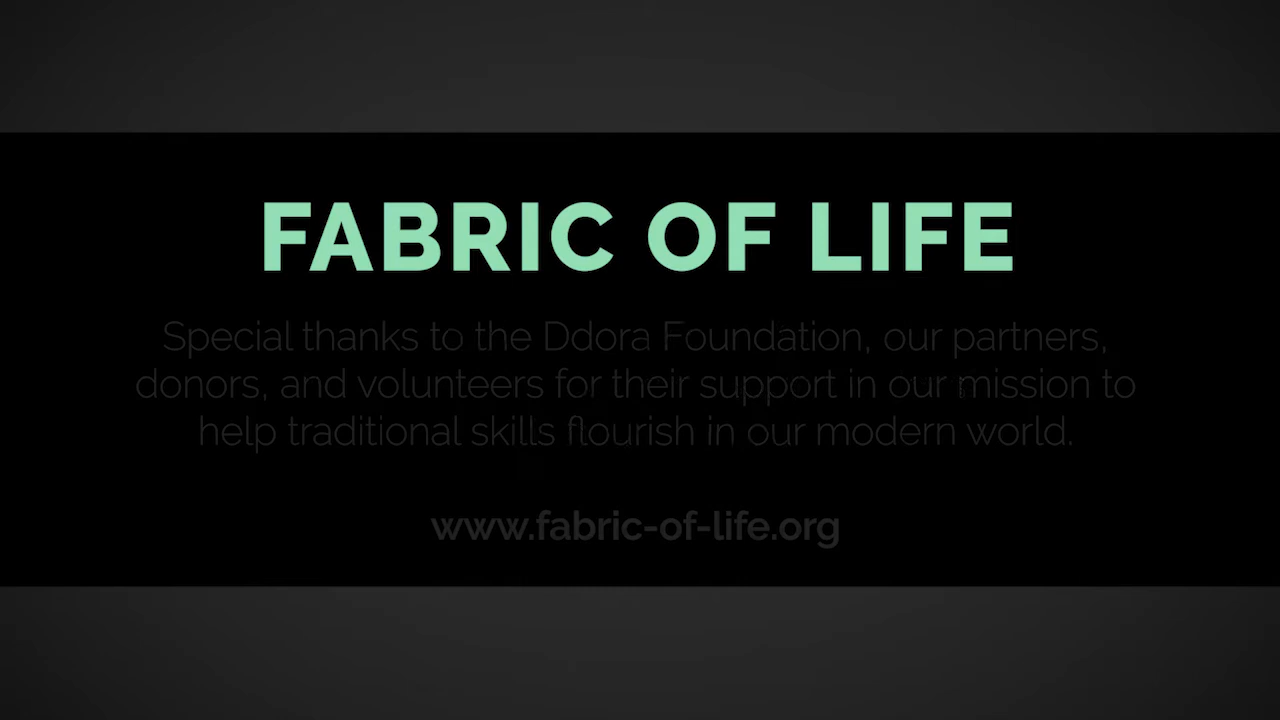 FABRIC OF LIFE
Special thanks to the Ddora Foundation, our partners,
donors, and volunteers for their support in our mission to
help traditional skills flourish in our modern world.
www.fabric-of-life.org